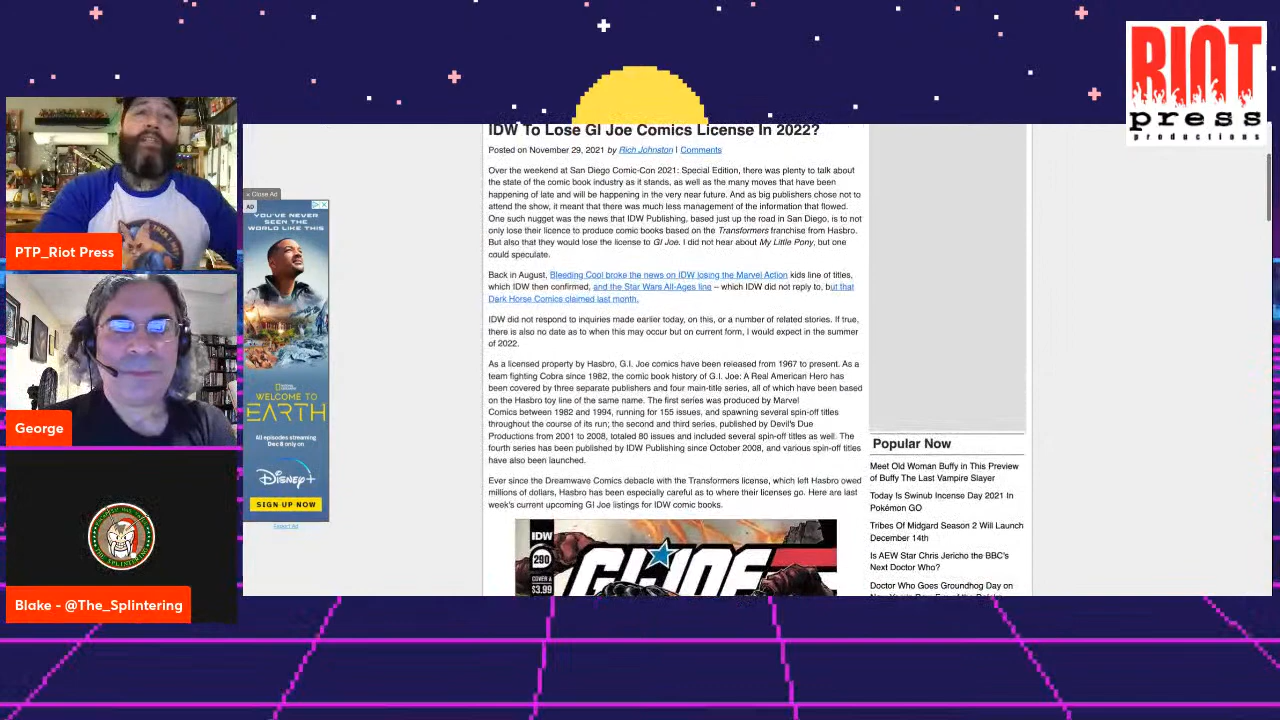 RIOT
press
productions
PTP_Riot Press
George
Blake - @The_Splintering
× Close Ad
AD
YOU'VE NEVER
SEEN THE
WORLD LIKE THIS
NATIONAL
GEOGRAPHIC
WELCOME TO
EARTH
All episodes streaming
Dec 8 only on
Disney+
SIGN UP NOW
Report Ad
IDW To Lose GI Joe Comics License In 2022?
Posted on November 29, 2021 by Rich Johnston | Comments
Over the weekend at San Diego Comic-Con 2021: Special Edition, there was plenty to talk about
the state of the comic book industry as it stands, as well as the many moves that have been
happening of late and will be happening in the very near future. And as big publishers chose not to
attend the show, it meant that there was much less management of the information that flowed.
One such nugget was the news that IDW Publishing, based just up the road in San Diego, is to not
only lose their licence to produce comic books based on the Transformers franchise from Hasbro.
But also that they would lose the license to GI Joe. I did not hear about My Little Pony, but one
could speculate.
Back in August, Bleeding Cool broke the news on IDW losing the Marvel Action kids line of titles,
which IDW then confirmed, and the Star Wars All-Ages line – which IDW did not reply to, but that
Dark Horse Comics claimed last month.
IDW did not respond to inquiries made earlier today, on this, or a number of related stories. If true,
there is also no date as to when this may occur but on current form, I would expect in the summer
of 2022.
As a licensed property by Hasbro, G.I. Joe comics have been released from 1967 to present. As a
team fighting Cobra since 1982, the comic book history of G.I. Joe: A Real American Hero has
been covered by three separate publishers and four main-title series, all of which have been based
on the Hasbro toy line of the same name. The first series was produced by Marvel
Comics between 1982 and 1994, running for 155 issues, and spawning several spin-off titles
throughout the course of its run; the second and third series, published by Devil's Due
Productions from 2001 to 2008, totaled 80 issues and included several spin-off titles as well. The
fourth series has been published by IDW Publishing since October 2008, and various spin-off titles
have also been launched.
Ever since the Dreamwave Comics debacle with the Transformers license, which left Hasbro owed
millions of dollars, Hasbro has been especially careful as to where their licenses go. Here are last
week's current upcoming GI Joe listings for IDW comic books.
IDW
290
COVER A
$3.99
G.I. JOE
Popular Now
Meet Old Woman Buffy in This Preview
of Buffy The Last Vampire Slayer
Today Is Swinub Incense Day 2021 In
Pokémon GO
Tribes Of Midgard Season 2 Will Launch
December 14th
Is AEW Star Chris Jericho the BBC's
Next Doctor Who?
Doctor Who Goes Groundhog Day on